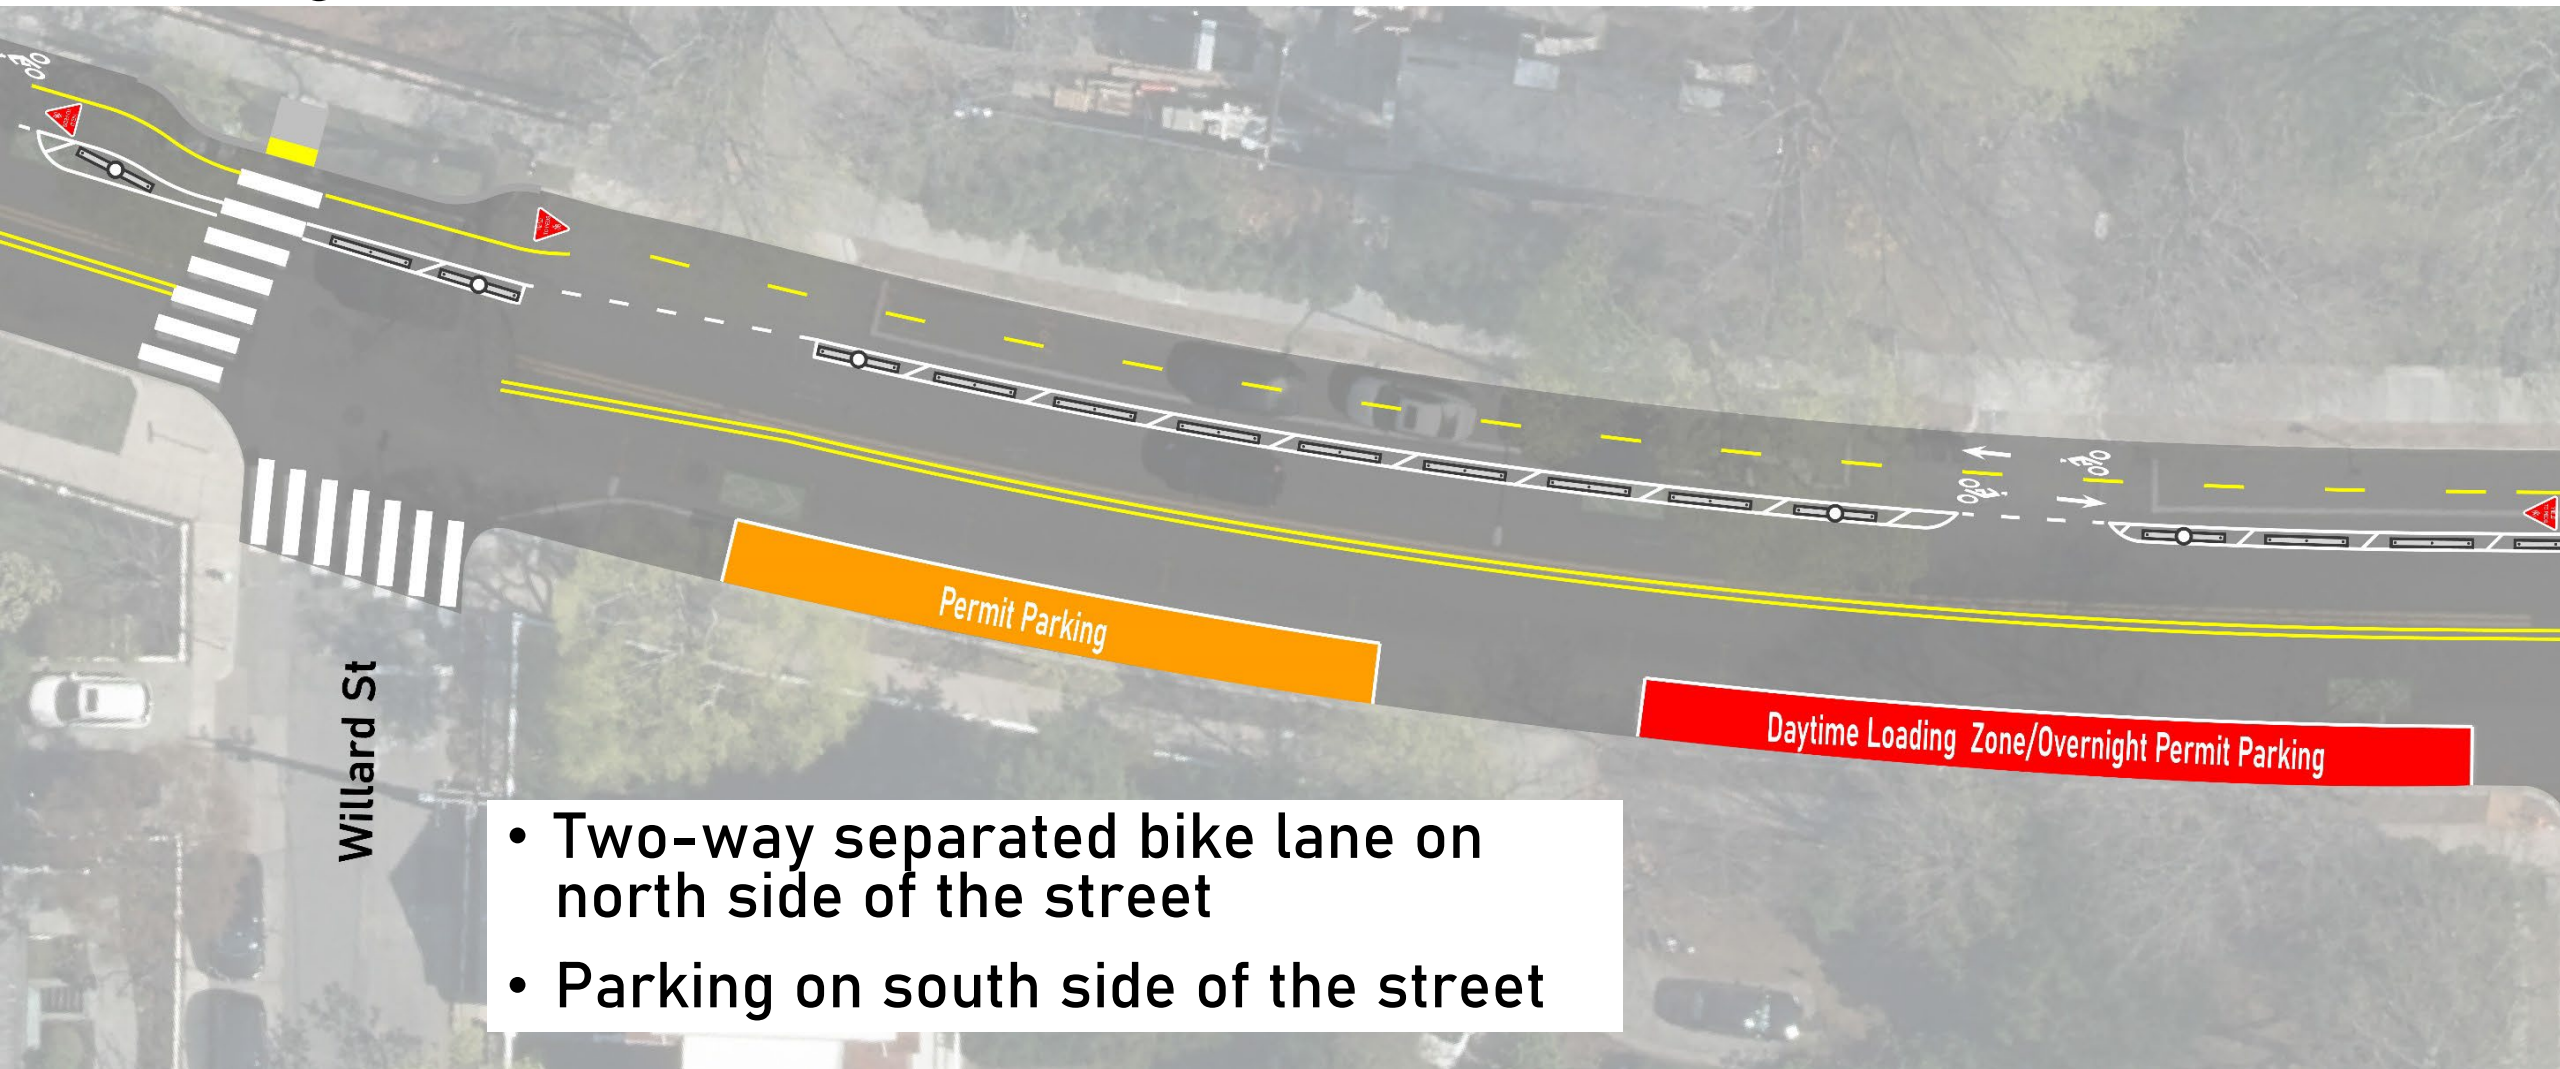 Permit Parking
Daytime Loading Zone/Overnight Permit Parking
Willard St
• Two-way separated bike lane on
north side of the street
• Parking on south side of the street